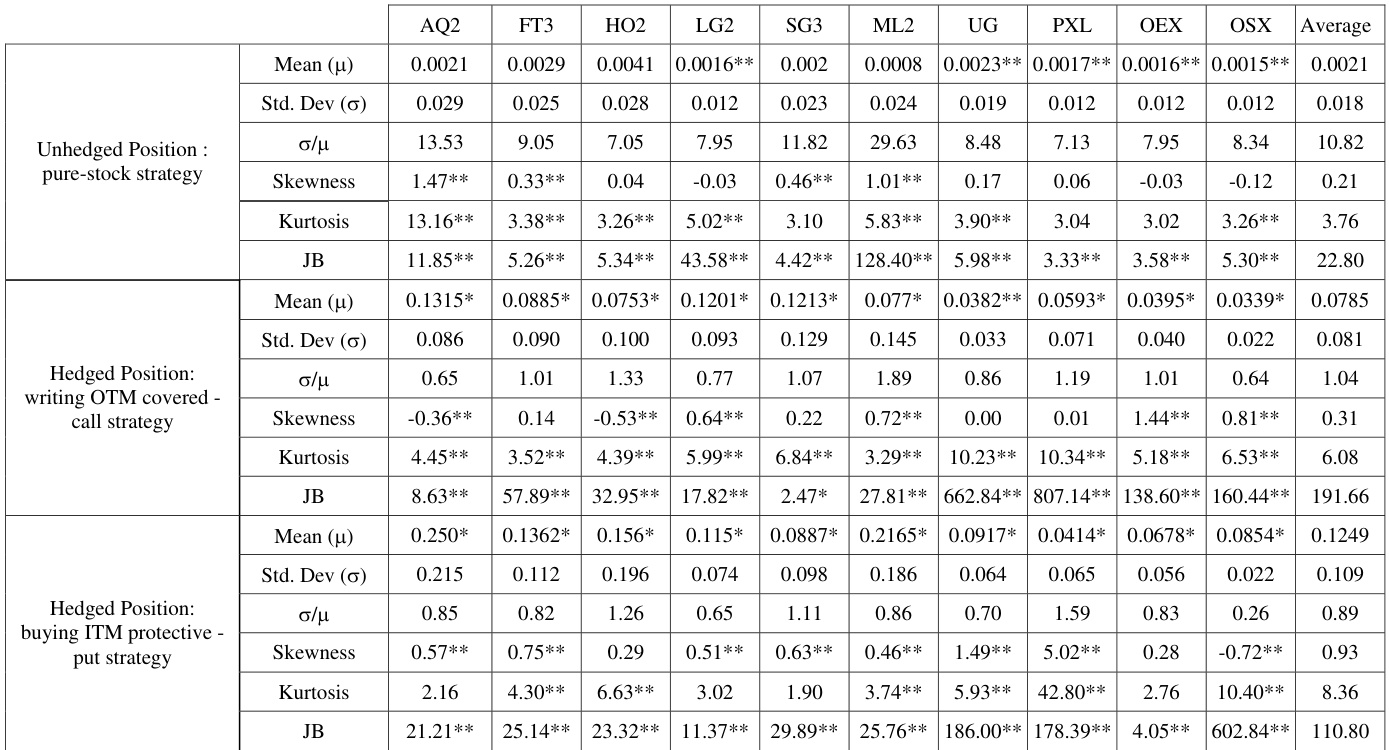 AQ2 FT3 HO2 LG2 SG3 ML2 UG PXL OEX OSX Average
Unhedged Position :
pure-stock strategy
Mean (μ) 0.0021 0.0029 0.0041 0.0016** 0.002 0.0008 0.0023** 0.0017** 0.0016** 0.0015** 0.0021
Std. Dev (σ) 0.029 0.025 0.028 0.012 0.023 0.024 0.019 0.012 0.012 0.012 0.018
σ/μ 13.53 9.05 7.05 7.95 11.82 29.63 8.48 7.13 7.95 8.34 10.82
Skewness 1.47** 0.33** 0.04 -0.03 0.46** 1.01** 0.17 0.06 -0.03 -0.12 0.21
Kurtosis 13.16** 3.38** 3.26** 5.02** 3.10 5.83** 3.90** 3.04 3.02 3.26** 3.76
JB 11.85** 5.26** 5.34** 43.58** 4.42** 128.40** 5.98** 3.33** 3.58** 5.30** 22.80
Hedged Position:
writing OTM covered -
call strategy
Mean (μ) 0.1315* 0.0885* 0.0753* 0.1201* 0.1213* 0.077* 0.0382** 0.0593* 0.0395* 0.0339* 0.0785
Std. Dev (σ) 0.086 0.090 0.100 0.093 0.129 0.145 0.033 0.071 0.040 0.022 0.081
σ/μ 0.65 1.01 1.33 0.77 1.07 1.89 0.86 1.19 1.01 0.64 1.04
Skewness -0.36** 0.14 -0.53** 0.64** 0.22 0.72** 0.00 0.01 1.44** 0.81** 0.31
Kurtosis 4.45** 3.52** 4.39** 5.99** 6.84** 3.29** 10.23** 10.34** 5.18** 6.53** 6.08
JB 8.63** 57.89** 32.95** 17.82** 2.47* 27.81** 662.84** 807.14** 138.60** 160.44** 191.66
Hedged Position:
buying ITM protective -
put strategy
Mean (μ) 0.250* 0.1362* 0.156* 0.115* 0.0887* 0.2165* 0.0917* 0.0414* 0.0678* 0.0854* 0.1249
Std. Dev (σ) 0.215 0.112 0.196 0.074 0.098 0.186 0.064 0.065 0.056 0.022 0.109
σ/μ 0.85 0.82 1.26 0.65 1.11 0.86 0.70 1.59 0.83 0.26 0.89
Skewness 0.57** 0.75** 0.29 0.51** 0.63** 0.46** 1.49** 5.02** 0.28 -0.72** 0.93
Kurtosis 2.16 4.30** 6.63** 3.02 1.90 3.74** 5.93** 42.80** 2.76 10.40** 8.36
JB 21.21** 25.14** 23.32** 11.37** 29.89** 25.76** 186.00** 178.39** 4.05** 602.84** 110.80